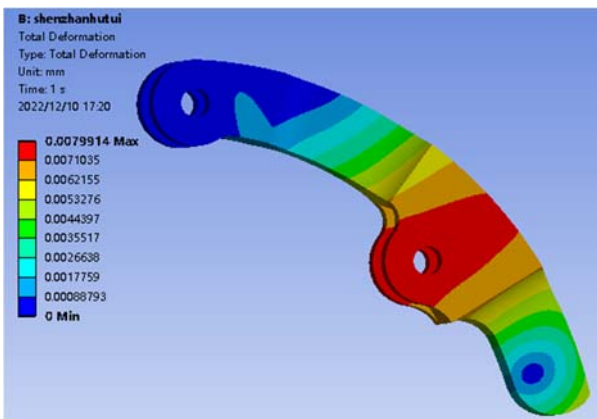 B: shenzhanhutui
Total Deformation
Type: Total Deformation
Unit: mm
Time: 1 s
2022/12/10 17:20
0.0079914 Max
0.0071035
0.0062155
0.0053276
0.0044397
0.0035517
0.0026638
0.0017759
0.00088793
0 Min